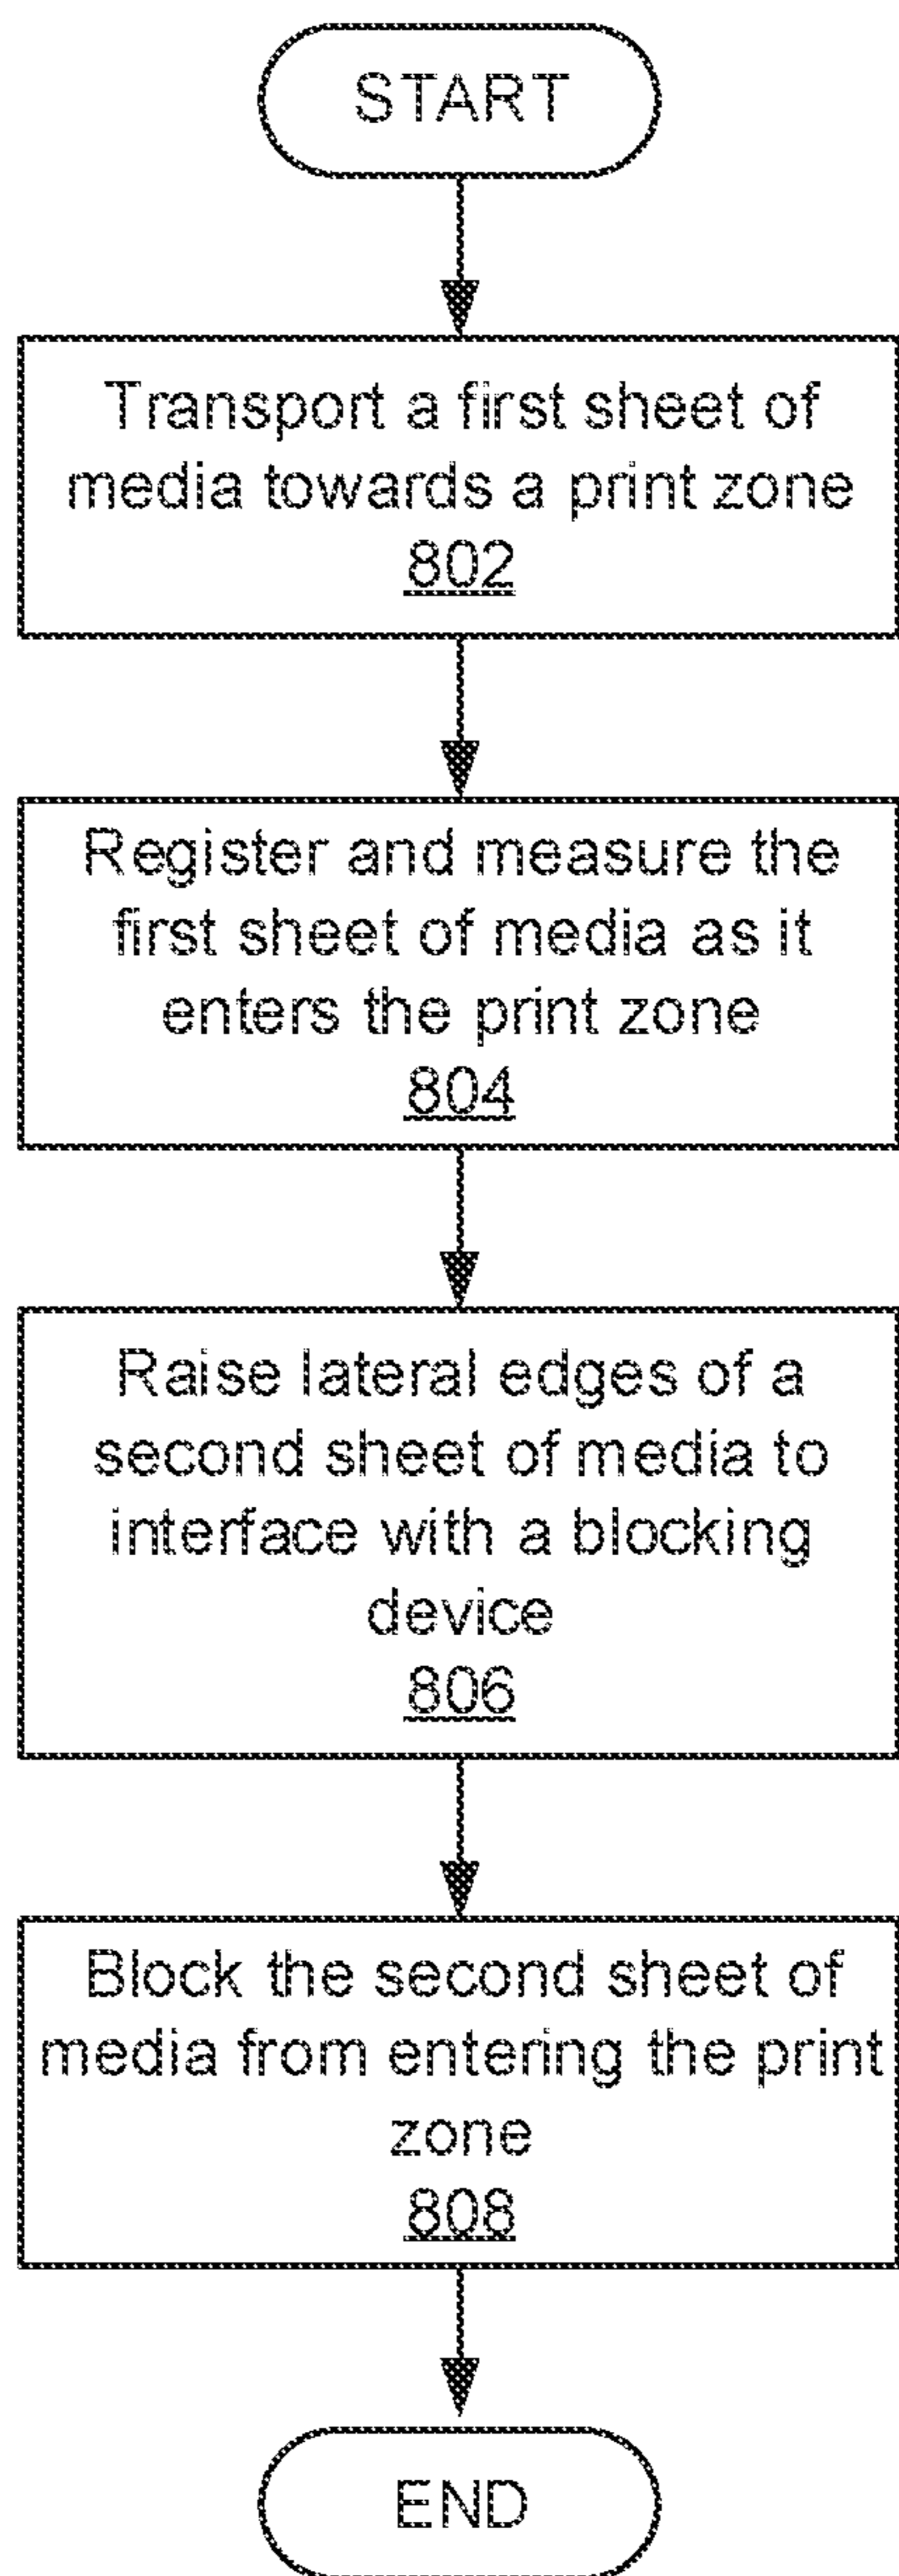 START
Transport a first sheet of
media towards a print zone
802
Register and measure the
first sheet of media as it
enters the print zone
804
Raise lateral edges of a
second sheet of media to
interface with a blocking
device
806
Block the second sheet of
media from entering the print
zone
808
END